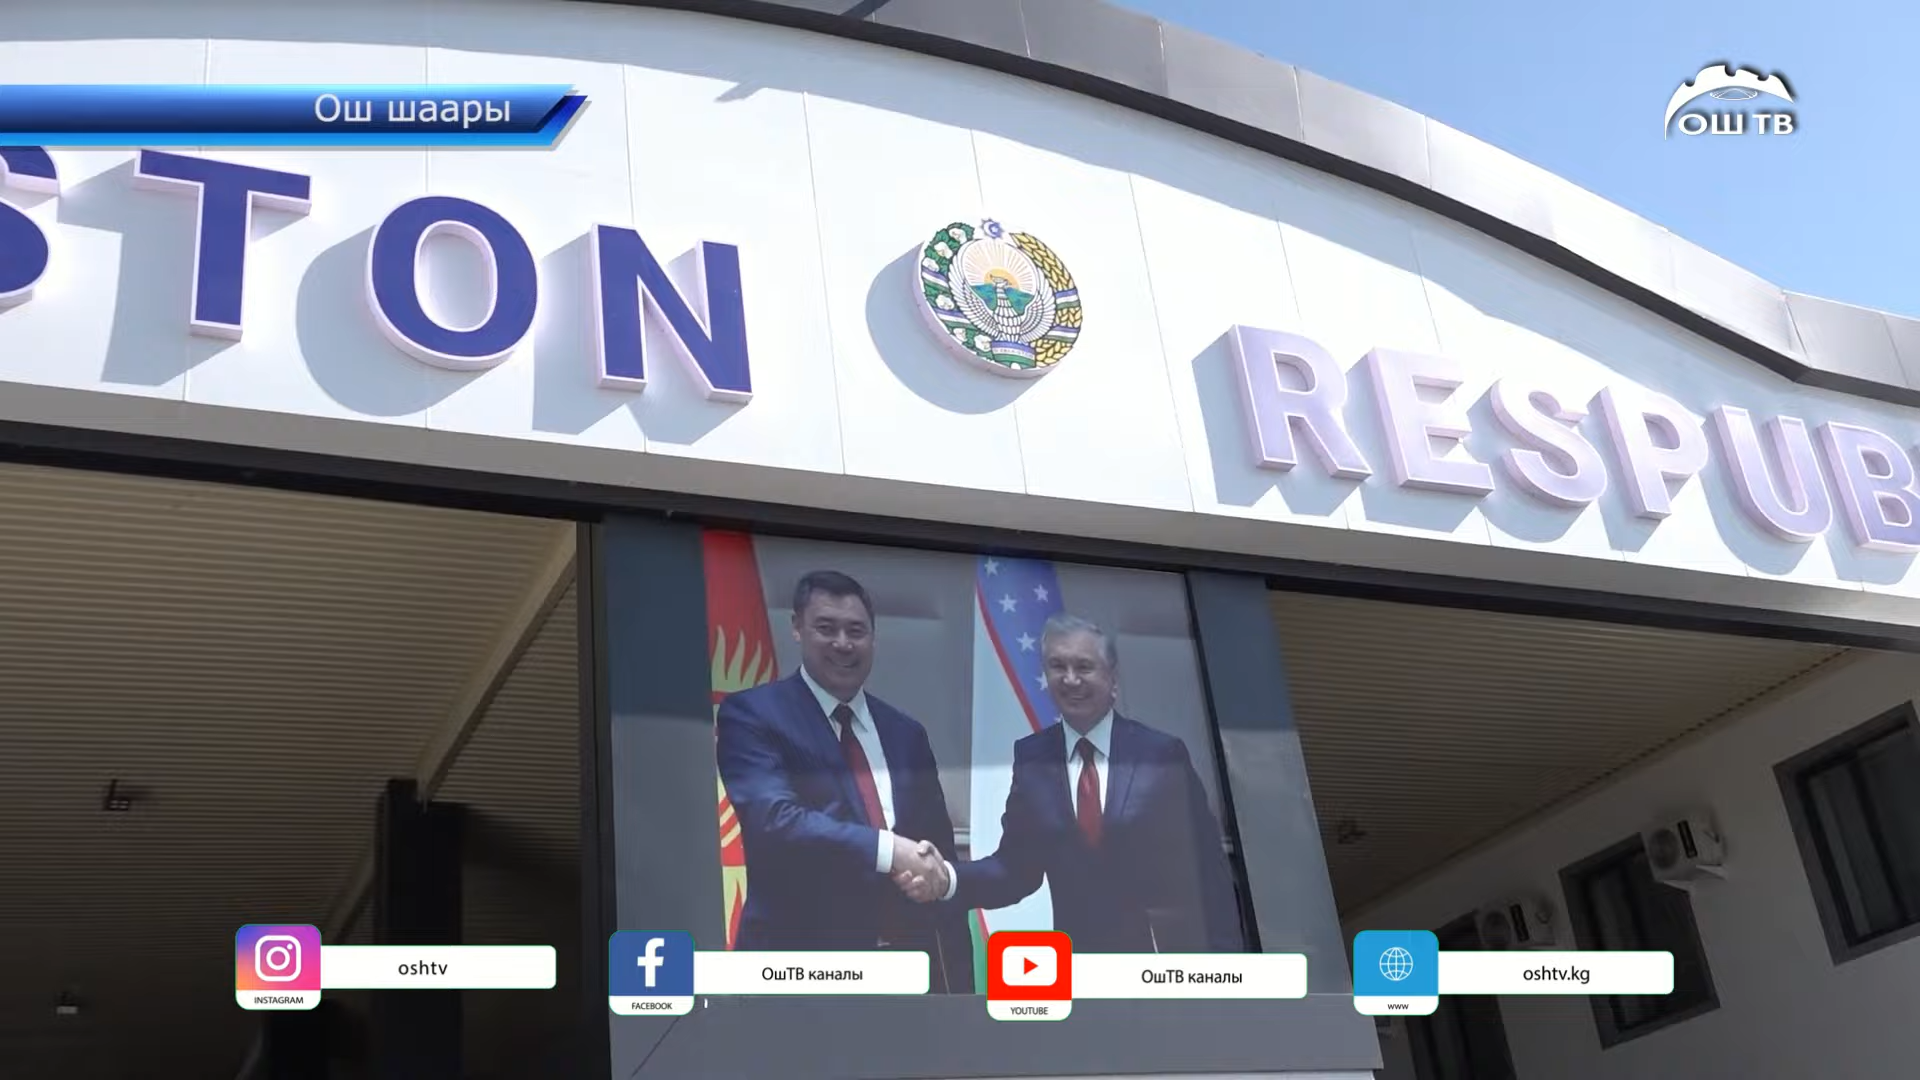 Ош шаары
ОШ ТВ
STON
RESPUB
oshtv
INSTAGRAM
ОшТВ каналы
FACEBOOK
ОшТВ каналы
YOUTUBE
oshtv.kg
www